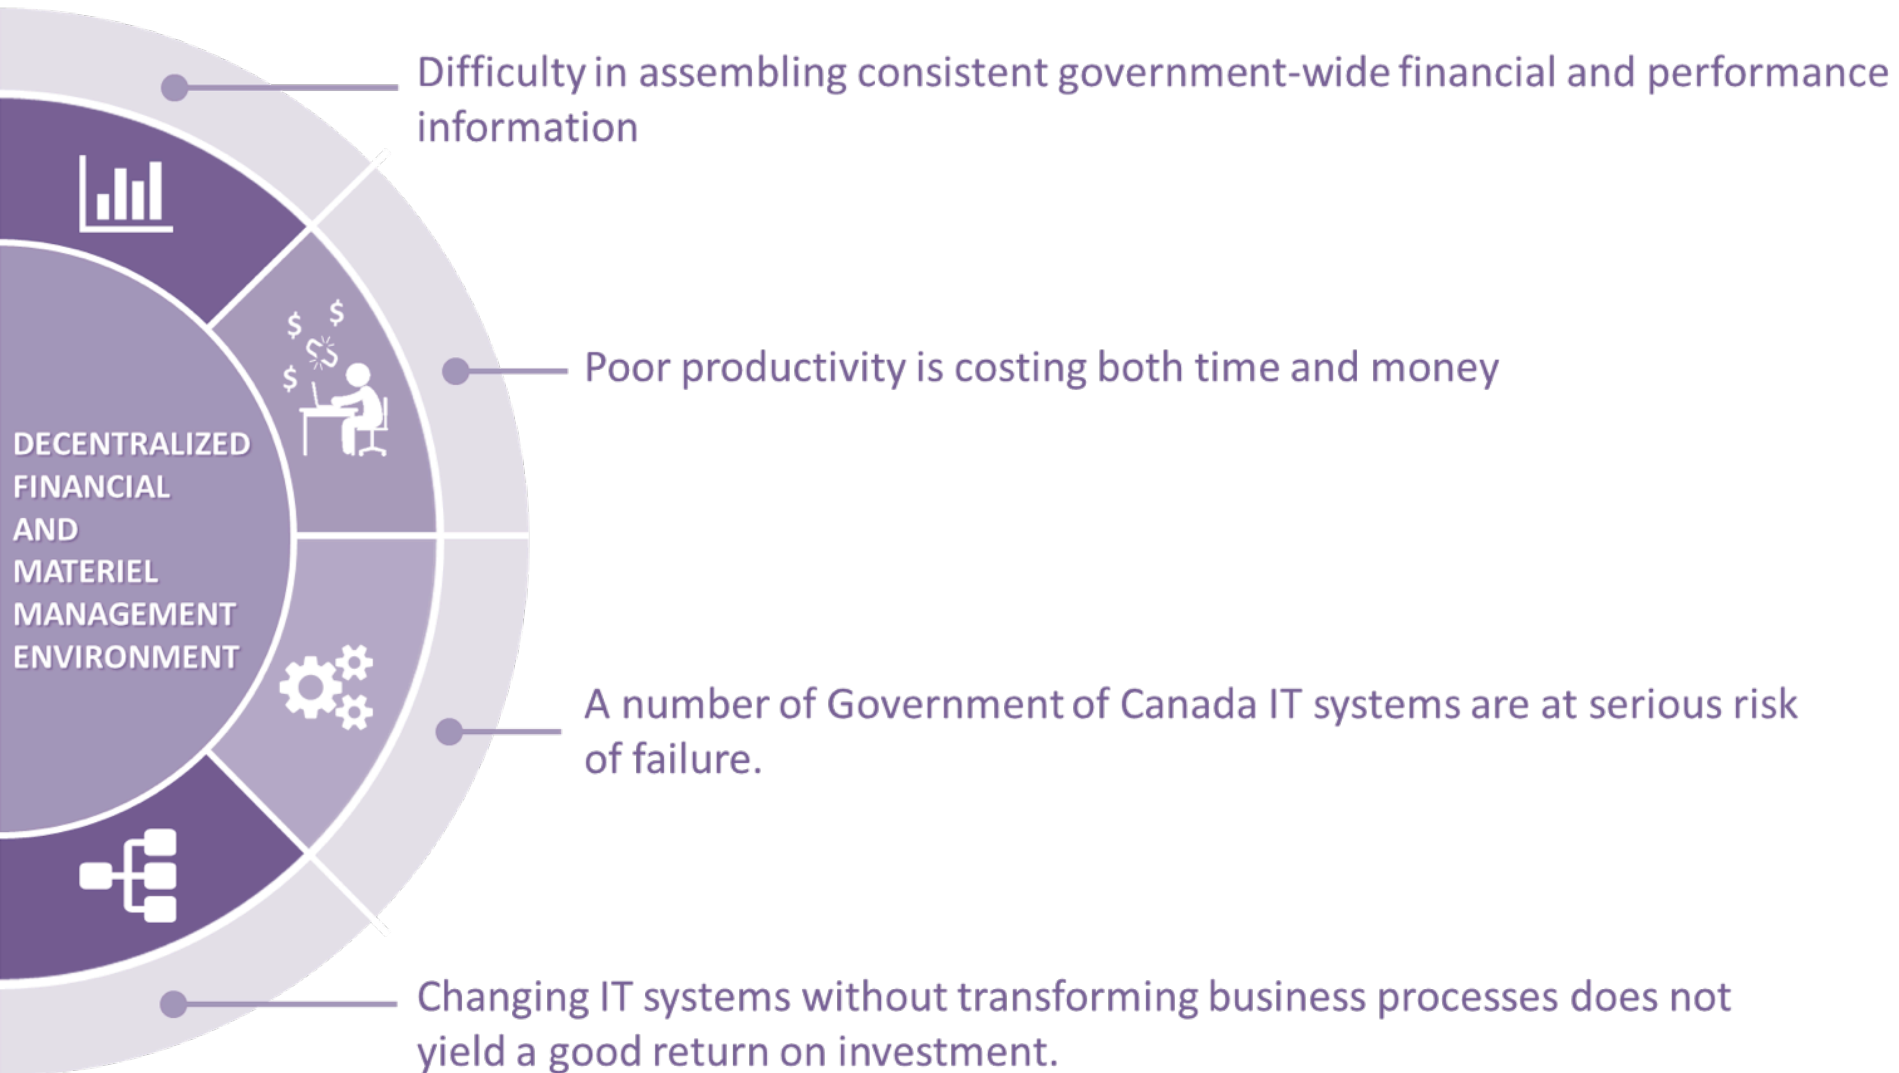 Difficulty in assembling consistent government-wide financial and performance
information
Poor productivity is costing both time and money
DECENTRALIZED
FINANCIAL
AND
MATERIEL
MANAGEMENT
ENVIRONMENT
$
$
$
A number of Government of Canada IT systems are at serious risk
of failure.
Changing IT systems without transforming business processes does not
yield a good return on investment.